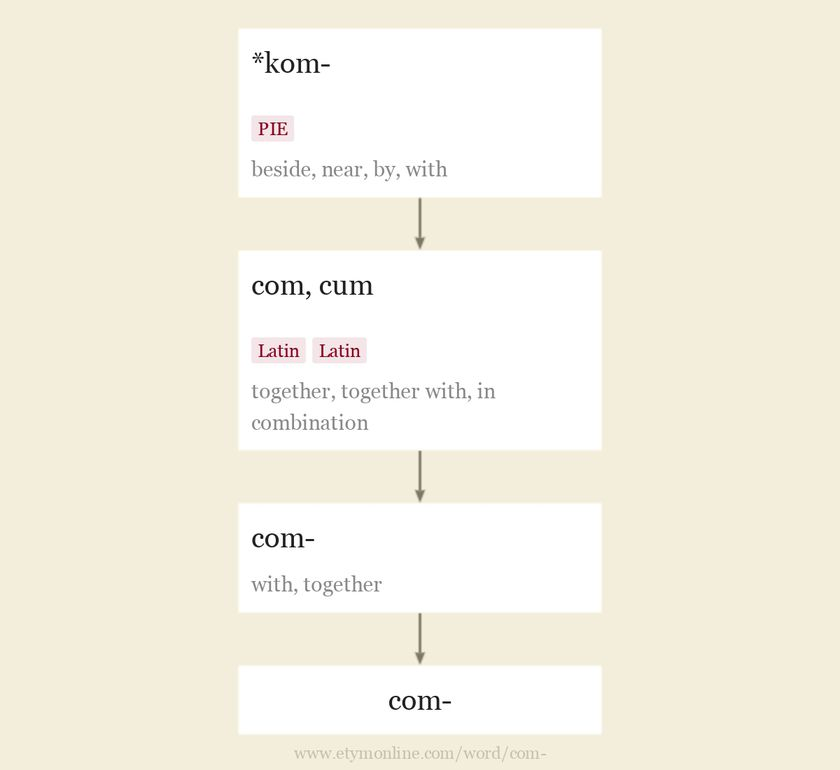 *kom-
PIE
beside, near, by, with
com, cum
Latin Latin
together, together with, in
combination
com-
with, together
com-
www.etymonline.com/word/com-